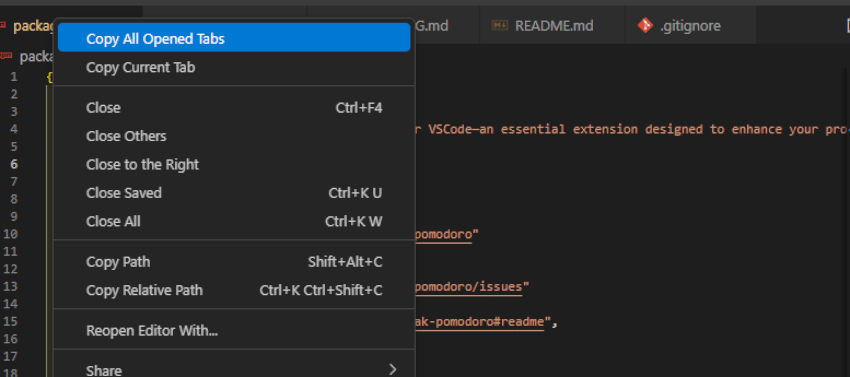 packag
G.md
README.md
.gitignore
packa
Copy All Opened Tabs
Copy Current Tab
Close Ctrl+F4
Close Others
Close to the Right
Close Saved Ctrl+K U
Close All Ctrl+K W
Copy Path Shift+Alt+C
Copy Relative Path Ctrl+K Ctrl+Shift+C
Reopen Editor With...
Share
1 {
2
3
4 r VSCode—an essential extension designed to enhance your pro
5
6
7
8
9
10 pomodoro"
11
12
13 pomodoro/issues"
14
15 ak-pomodoro#readme",
16
17
18